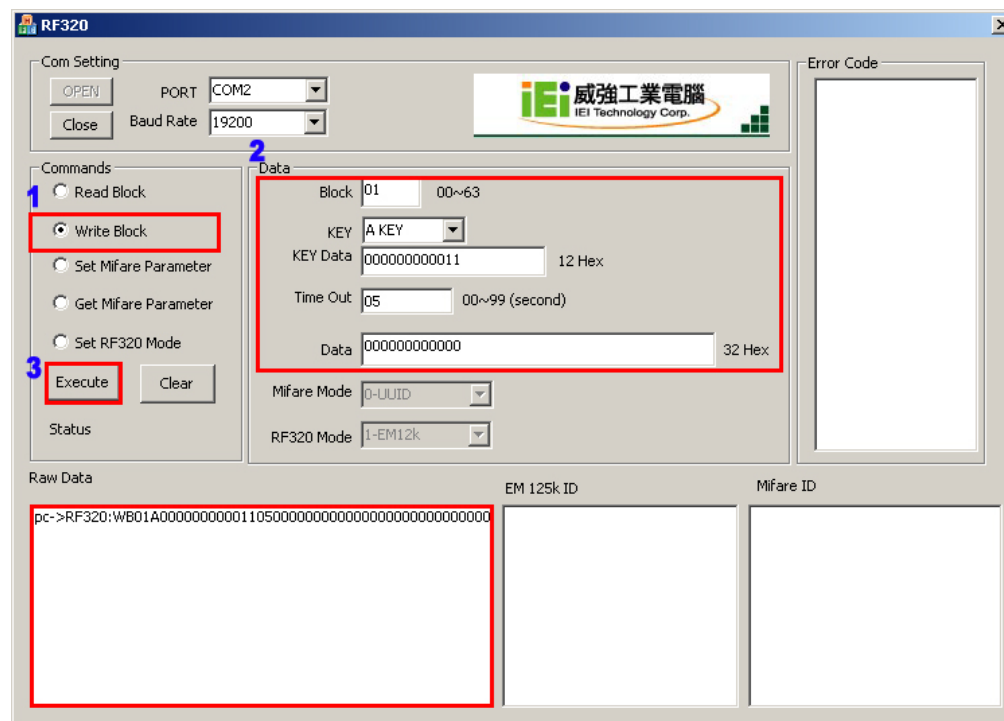 RF320
Com Setting
OPEN
PORT
COM2
Close
Baud Rate
19200
iEi
威強工業電腦
IEI Technology Corp.
Error Code
Commands
1
Read Block
Write Block
Set Mifare Parameter
Get Mifare Parameter
Set RF320 Mode
3
Execute
Clear
Status
2
Data
Block
01
00~63
KEY
A KEY
KEY Data
000000000011
12 Hex
Time Out
05
00~99 (second)
Data
000000000000
32 Hex
Mifare Mode
0-UUID
RF320 Mode
1-EM12k
Raw Data
pc->RF320:WB01A0000000000110500000000000000000000000000
EM 125k ID
Mifare ID